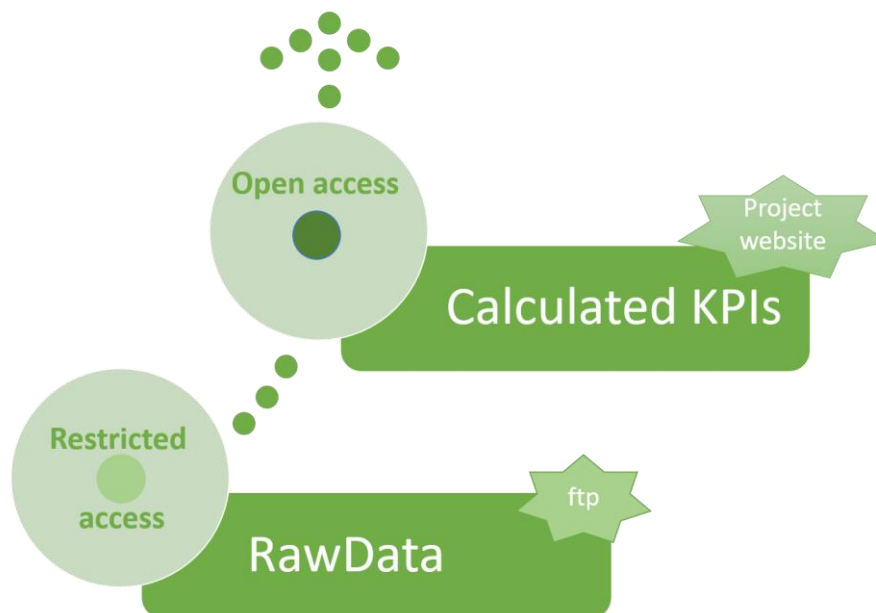 Open access
Project
website
Calculated KPIs
Restricted
access
ftp
RawData